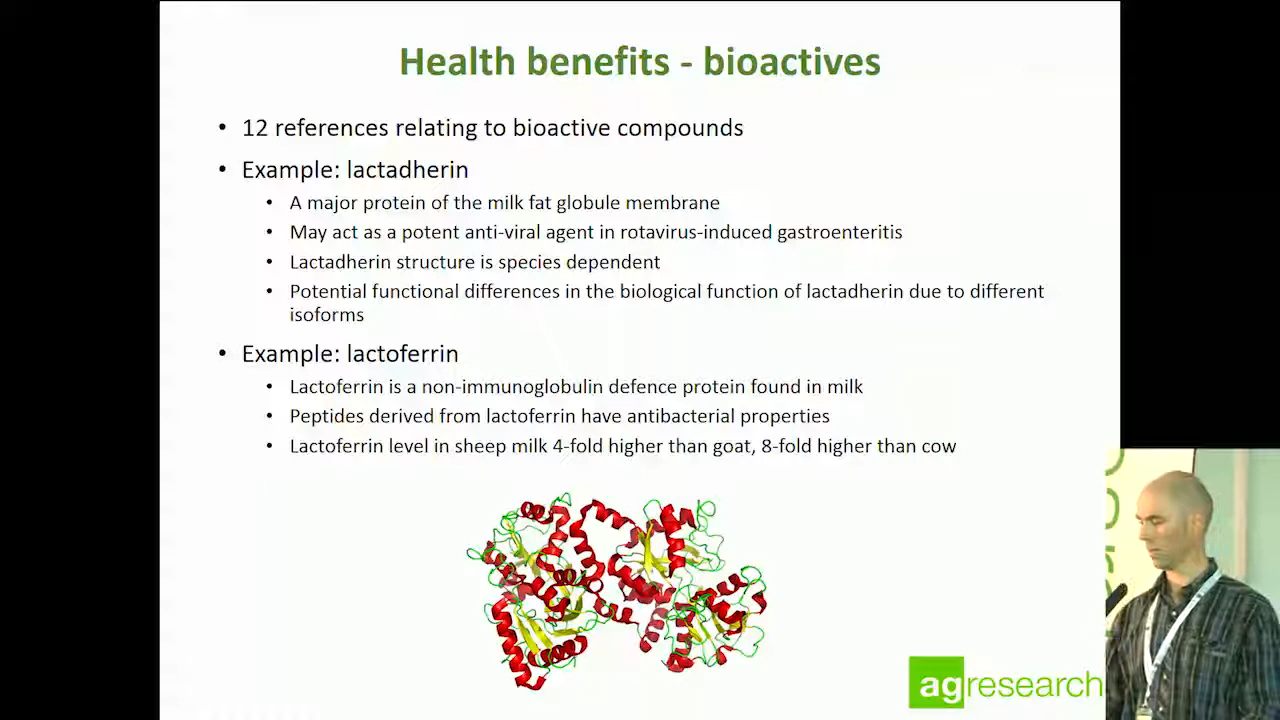 Health benefits - bioactives
• 12 references relating to bioactive compounds
• Example: lactadherin
• A major protein of the milk fat globule membrane
• May act as a potent anti-viral agent in rotavirus-induced gastroenteritis
• Lactadherin structure is species dependent
• Potential functional differences in the biological function of lactadherin due to different
isoforms
• Example: lactoferrin
• Lactoferrin is a non-immunoglobulin defence protein found in milk
• Peptides derived from lactoferrin have antibacterial properties
• Lactoferrin level in sheep milk 4-fold higher than goat, 8-fold higher than cow
agresearch